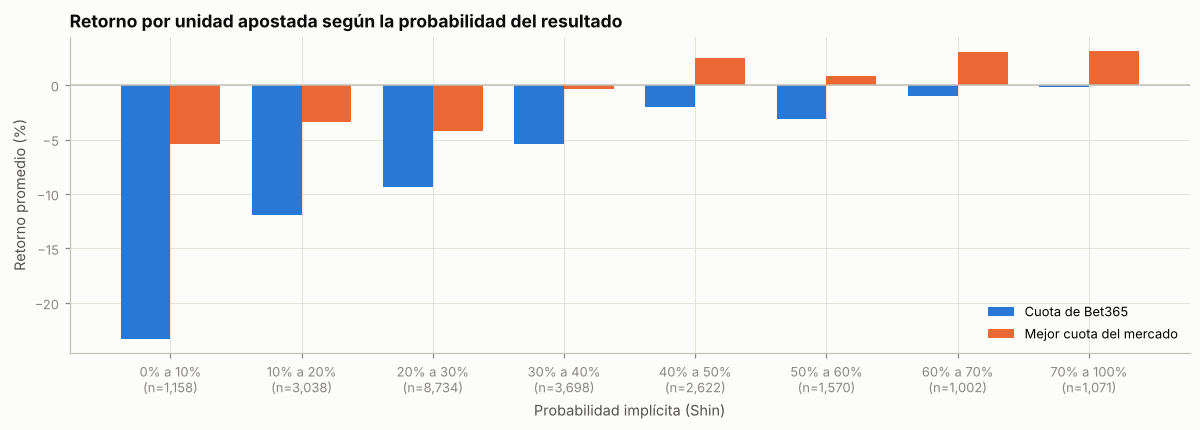 Retorno por unidad apostada según la probabilidad del resultado
Retorno promedio (%)
0
−5
−10
−15
−20
Cuota de Bet365
Mejor cuota del mercado
0% a 10%
(n=1,158)
10% a 20%
(n=3,038)
20% a 30%
(n=8,734)
30% a 40%
(n=3,698)
40% a 50%
(n=2,622)
50% a 60%
(n=1,570)
60% a 70%
(n=1,002)
70% a 100%
(n=1,071)
Probabilidad implícita (Shin)